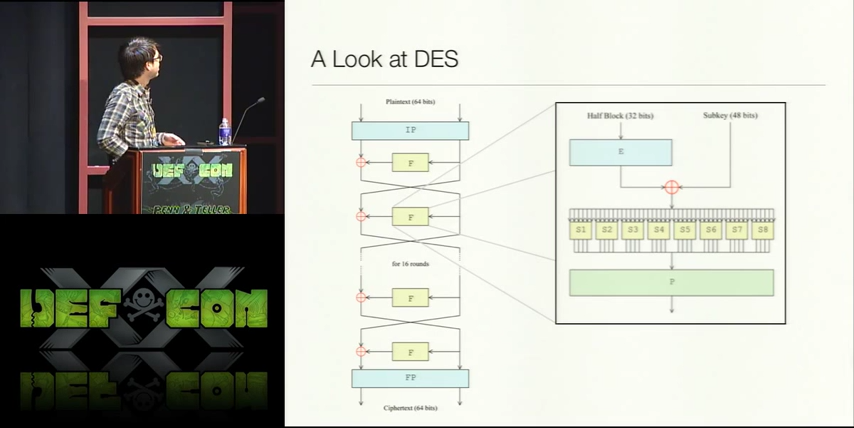 A Look at DES
Plaintext (64 bits)
IP
F
F
for 16 rounds
F
F
FP
Ciphertext (64 bits)
Half Block (32 bits)
Subkey (48 bits)
E
S1 S2 S3 S4 S5 S6 S7 S8
P
DEF CON
PENN & TELLER
DEF CON
XX